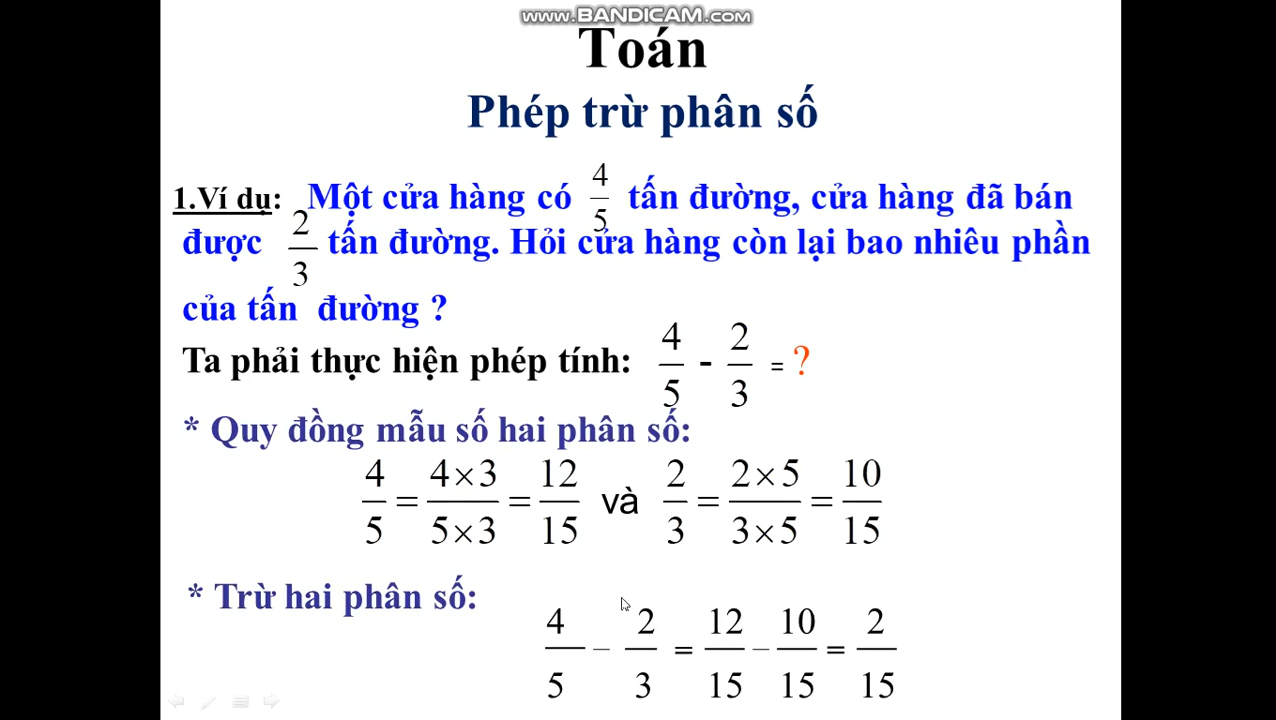 www.BANDICAM.com
Toán
Phép trừ phân số
1.Ví dụ: Một cửa hàng có 4/5 tấn đường, cửa hàng đã bán
được 2/3 tấn đường. Hỏi cửa hàng còn lại bao nhiêu phần
của tấn đường ?
Ta phải thực hiện phép tính: 4/5 - 2/3 = ?
* Quy đồng mẫu số hai phân số:
4/5 = 4×3/5×3 = 12/15 và 2/3 = 2×5/3×5 = 10/15
* Trừ hai phân số:
4/5 − 2/3 = 12/15 − 10/15 = 2/15